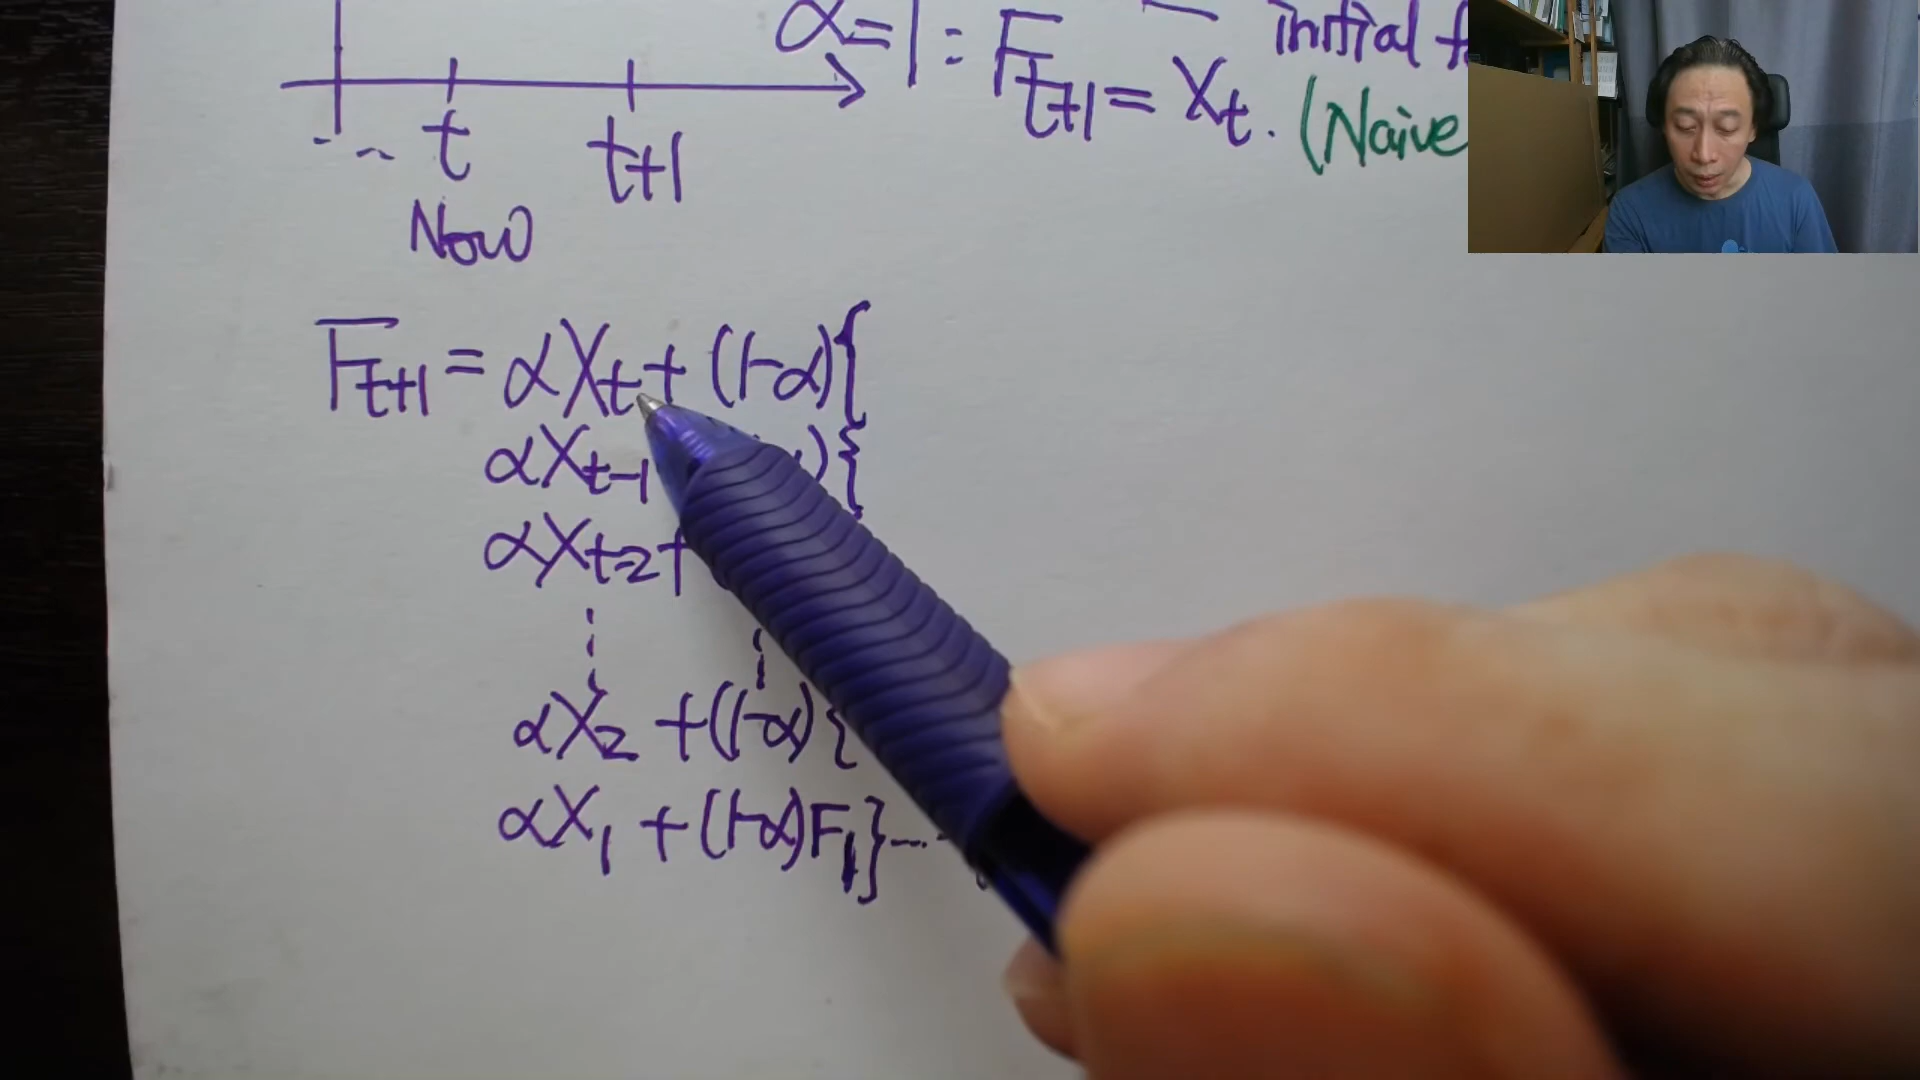 α=1: F_{t+1} = X_t. (Naive
initial
t t+1
Now
F_{t+1} = αX_t + (1-α){
αX_{t-1} ){
αX_{t-2} +
αX_2 + (1-α){
αX_1 + (1-α)F_1}...